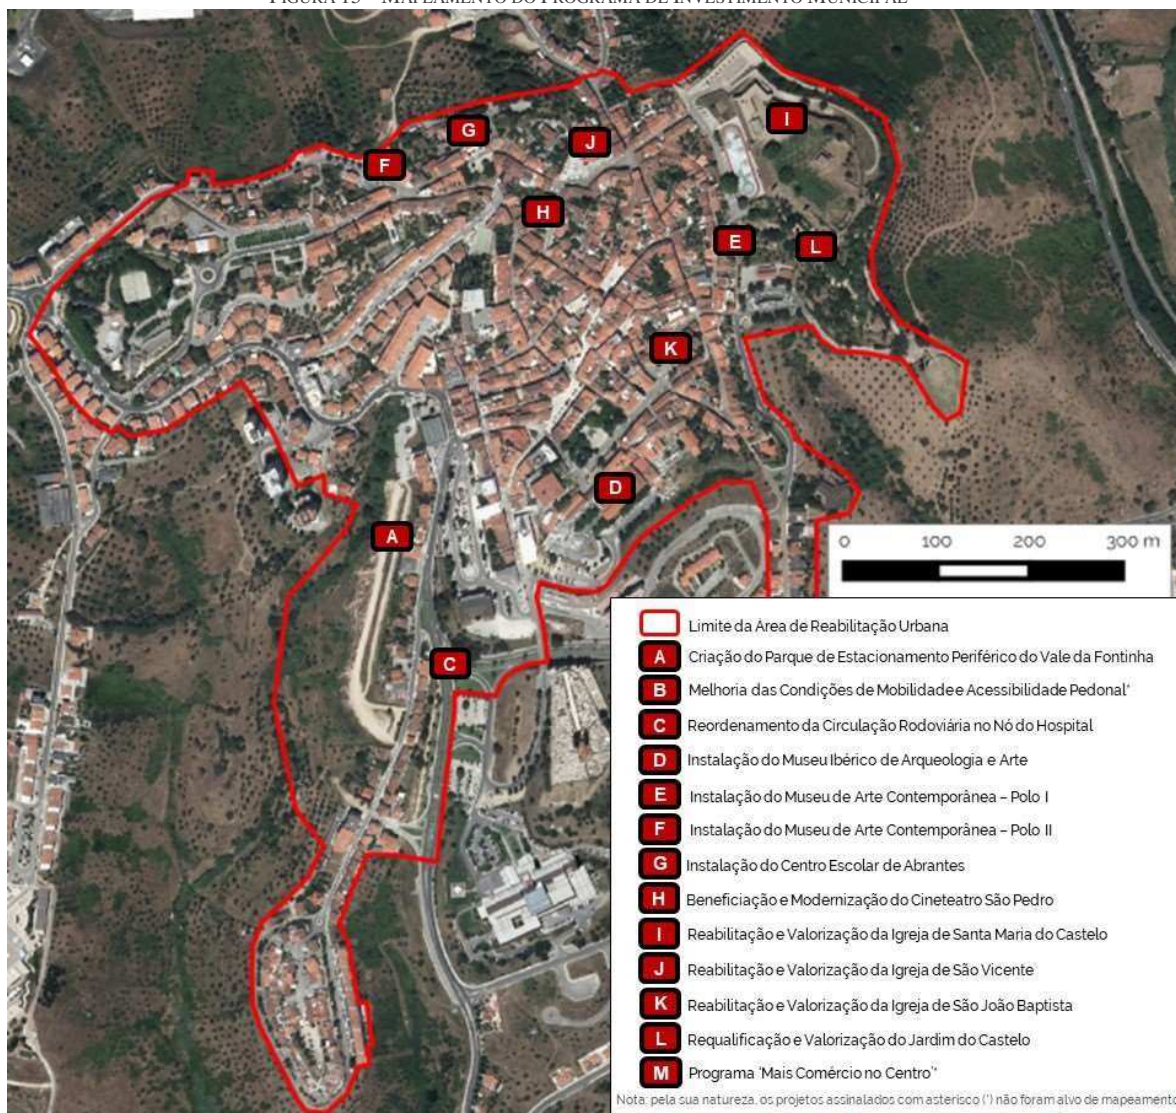 FIGURA 15 – MAPEAMENTO DO PROGRAMA DE INVESTIMENTO MUNICIPAL
I
G
J
F
H
E
L
K
D
A
0 100 200 300 m
C
Limite da Área de Reabilitação Urbana
A Criação do Parque de Estacionamento Periférico do Vale da Fontinha
B Melhoria das Condições de Mobilidade e Acessibilidade Pedonal*
C Reordenamento da Circulação Rodoviária no Nó do Hospital
D Instalação do Museu Ibérico de Arqueologia e Arte
E Instalação do Museu de Arte Contemporânea – Polo I
F Instalação do Museu de Arte Contemporânea – Polo II
G Instalação do Centro Escolar de Abrantes
H Beneficiação e Modernização do Cineteatro São Pedro
I Reabilitação e Valorização da Igreja de Santa Maria do Castelo
J Reabilitação e Valorização da Igreja de São Vicente
K Reabilitação e Valorização da Igreja de São João Baptista
L Requalificação e Valorização do Jardim do Castelo
M Programa 'Mais Comércio no Centro'*
Nota: pela sua natureza, os projetos assinalados com asterisco (*) não foram alvo de mapeament